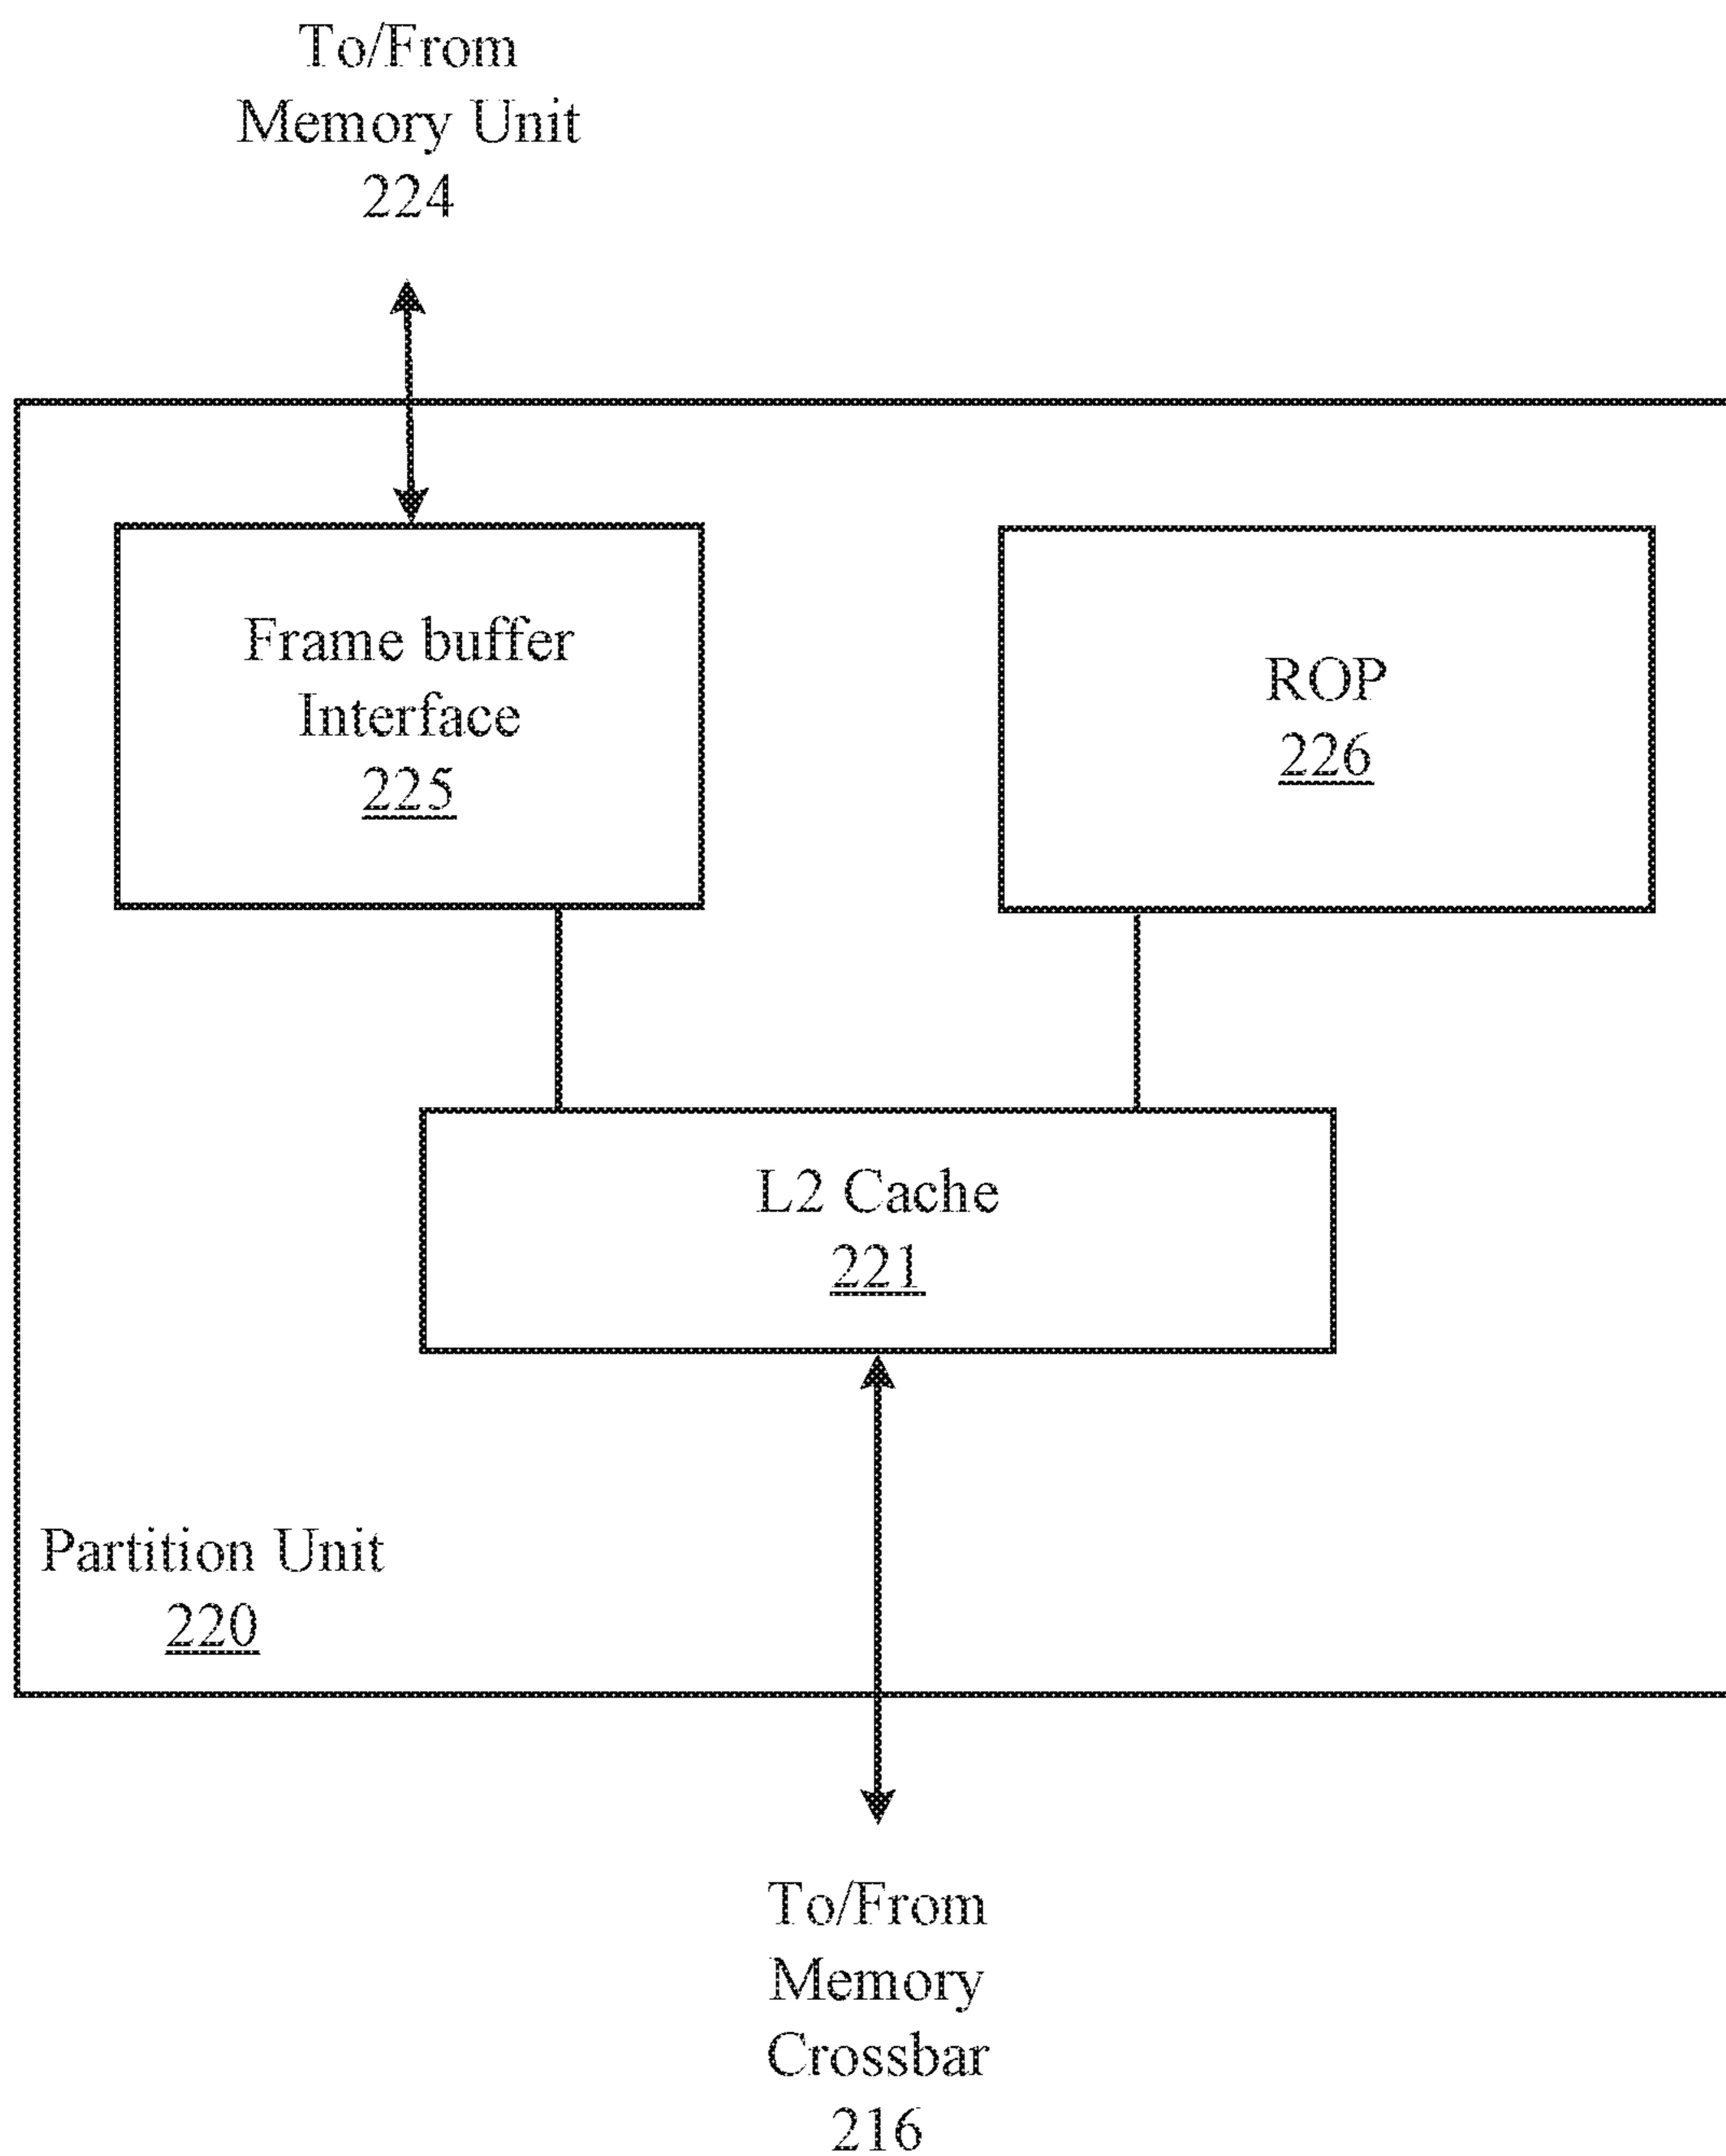 To/From
Memory Unit
224
Frame buffer
Interface
225
ROP
226
L2 Cache
221
Partition Unit
220
To/From
Memory
Crossbar
216